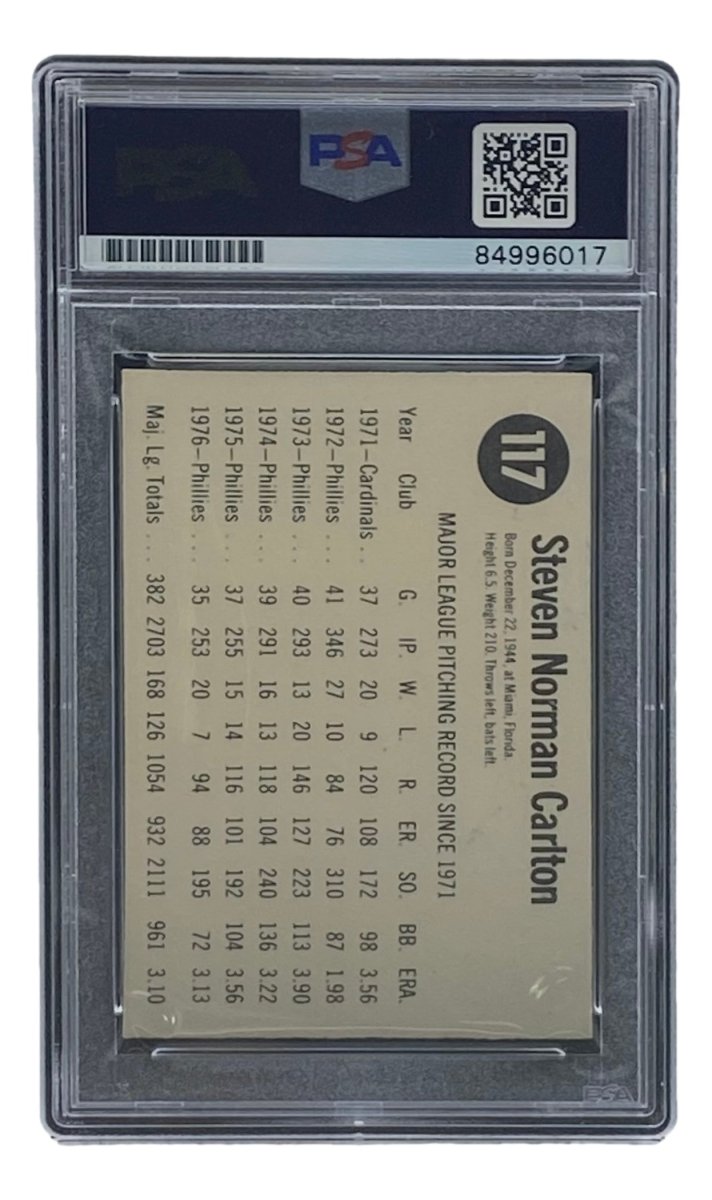 PSA
84996017
117
Steven Norman Carlton
Born December 22, 1944, at Miami, Florida.
Height 6.5 Weight 210. Throws left, bats left.
MAJOR LEAGUE PITCHING RECORD SINCE 1971
Year Club G. IP. W. L. R. ER. SO. BB. ERA.
1971—Cardinals . . 37 273 20 9 120 108 172 98 3.56
1972—Phillies . . . 41 346 27 10 84 76 310 87 1.98
1973—Phillies . . . 40 293 13 20 146 127 223 113 3.90
1974—Phillies . . . 39 291 16 13 118 104 240 136 3.22
1975—Phillies . . . 37 255 15 14 116 101 192 104 3.56
1976—Phillies . . . 35 253 20 7 94 88 195 72 3.13
Maj. Lg. Totals . . . 382 2703 168 126 1054 932 2111 961 3.10
PSA